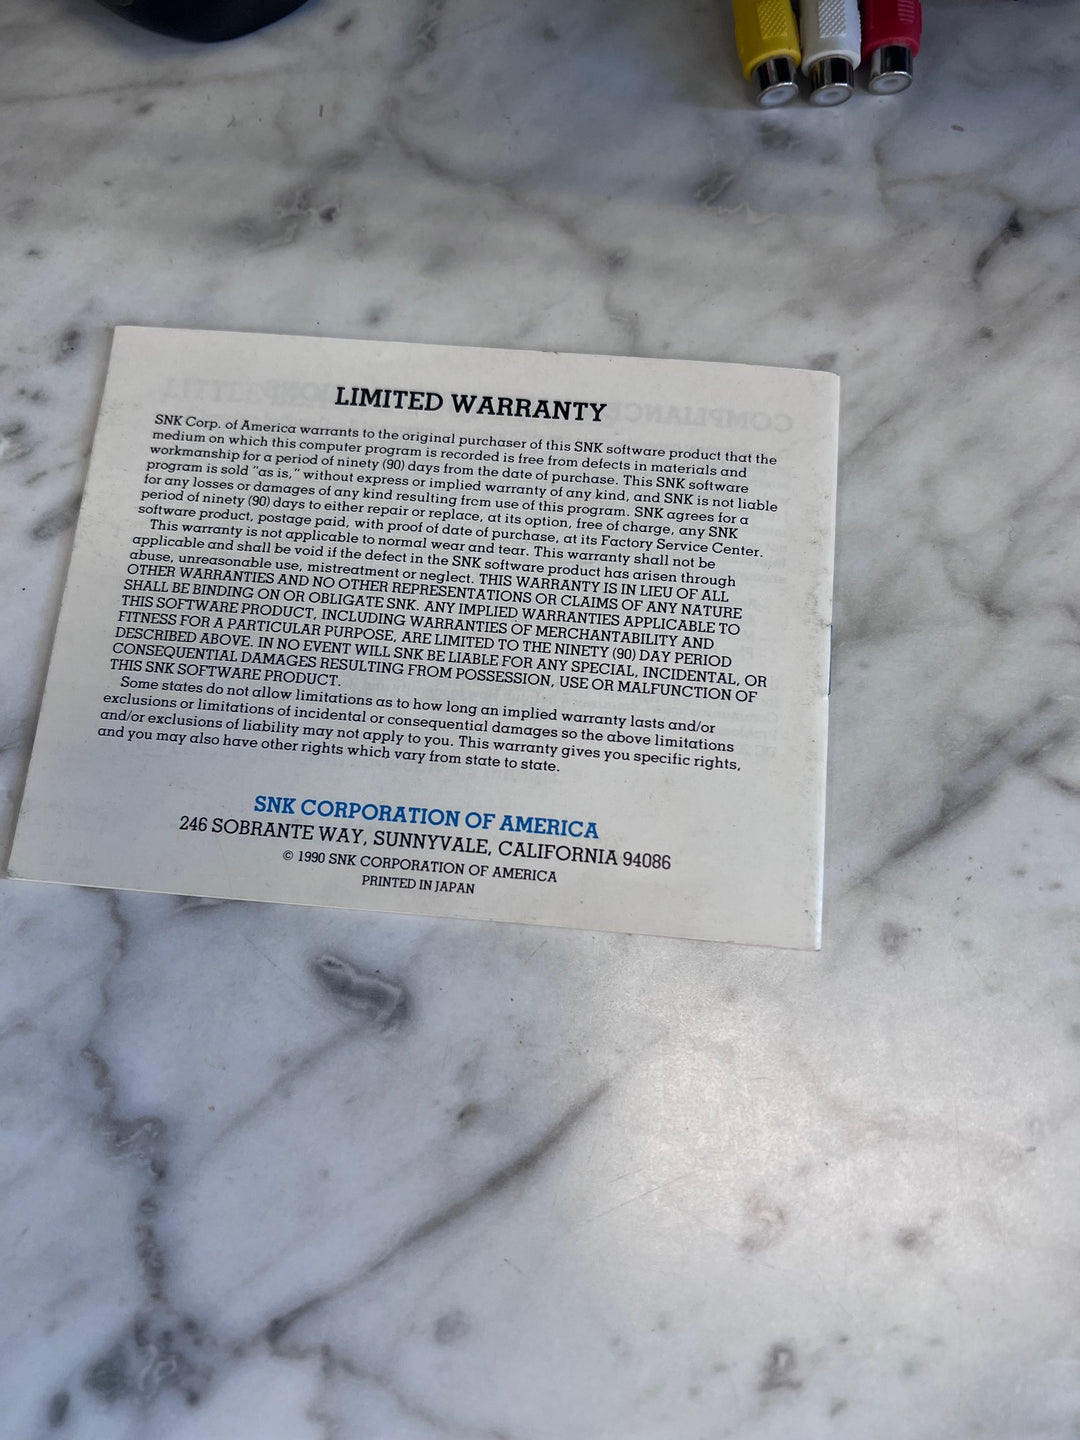 LIMITED WARRANTY
SNK Corp. of America warrants to the original purchaser of this SNK software product that the
medium on which this computer program is recorded is free from defects in materials and
workmanship for a period of ninety (90) days from the date of purchase. This SNK software
program is sold "as is," without express or implied warranty of any kind, and SNK is not liable
for any losses or damages of any kind resulting from use of this program. SNK agrees for a
period of ninety (90) days to either repair or replace, at its option, free of charge, any SNK
software product, postage paid, with proof of date of purchase, at its Factory Service Center.
This warranty is not applicable to normal wear and tear. This warranty shall not be
applicable and shall be void if the defect in the SNK software product has arisen through
abuse, unreasonable use, mistreatment or neglect. THIS WARRANTY IS IN LIEU OF ALL
OTHER WARRANTIES AND NO OTHER REPRESENTATIONS OR CLAIMS OF ANY NATURE
SHALL BE BINDING ON OR OBLIGATE SNK. ANY IMPLIED WARRANTIES APPLICABLE TO
THIS SOFTWARE PRODUCT, INCLUDING WARRANTIES OF MERCHANTABILITY AND
FITNESS FOR A PARTICULAR PURPOSE, ARE LIMITED TO THE NINETY (90) DAY PERIOD
DESCRIBED ABOVE. IN NO EVENT WILL SNK BE LIABLE FOR ANY SPECIAL, INCIDENTAL, OR
CONSEQUENTIAL DAMAGES RESULTING FROM POSSESSION, USE OR MALFUNCTION OF
THIS SNK SOFTWARE PRODUCT.
Some states do not allow limitations as to how long an implied warranty lasts and/or
exclusions or limitations of incidental or consequential damages so the above limitations
and/or exclusions of liability may not apply to you. This warranty gives you specific rights,
and you may also have other rights which vary from state to state.
SNK CORPORATION OF AMERICA
246 SOBRANTE WAY, SUNNYVALE, CALIFORNIA 94086
© 1990 SNK CORPORATION OF AMERICA
PRINTED IN JAPAN